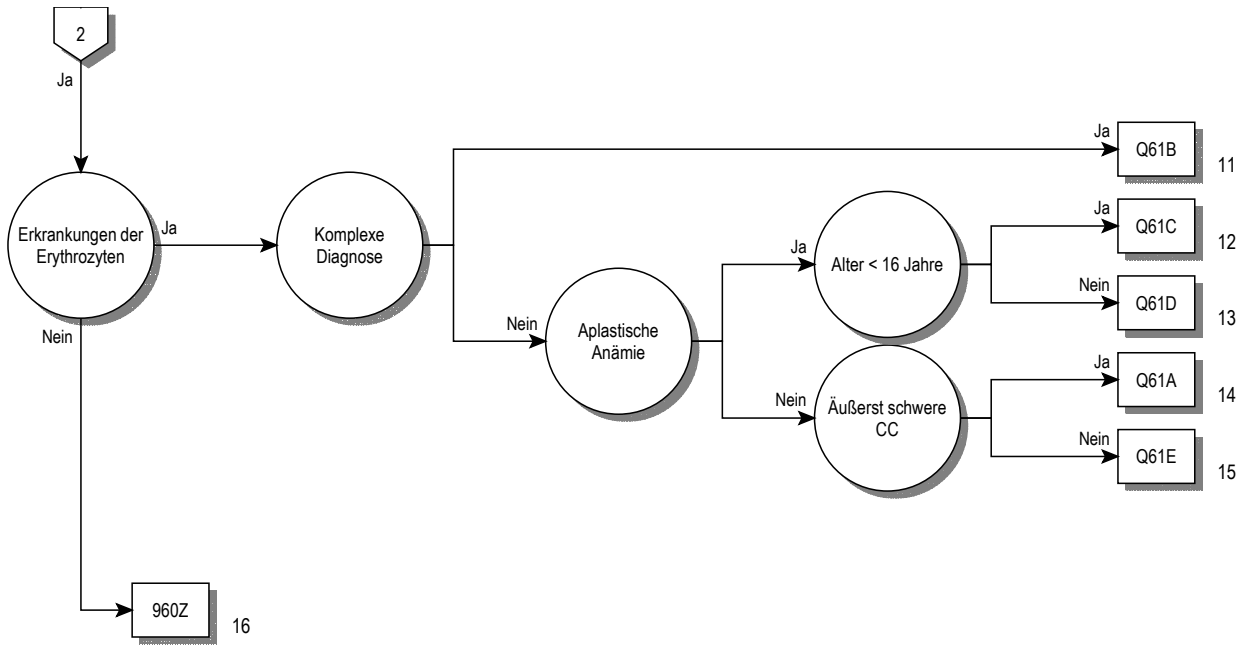 2
Ja
Ja
Q61B
11
Erkrankungen der
Erythrozyten
Ja
Komplexe
Diagnose
Ja
Q61C
12
Ja
Alter < 16 Jahre
Nein
Q61D
13
Nein
Nein
Aplastische
Anämie
Ja
Q61A
14
Nein
Äußerst schwere
CC
Nein
Q61E
15
960Z
16